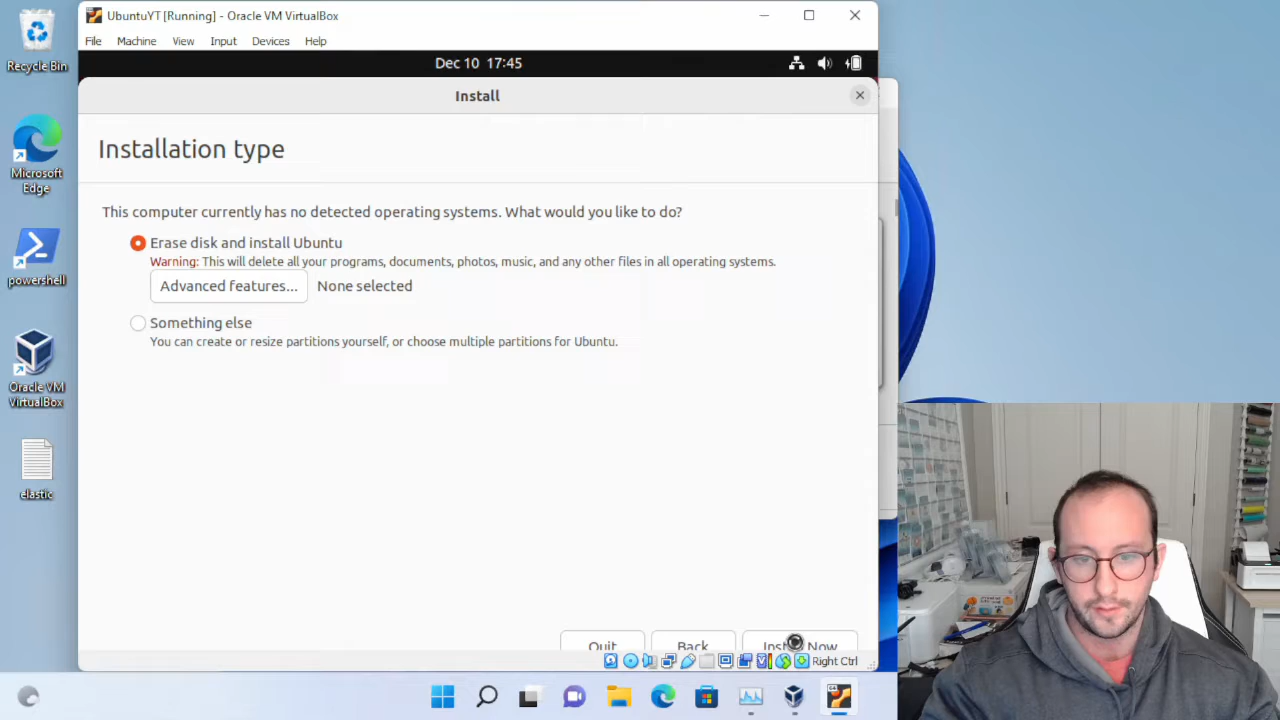 UbuntuYT [Running] - Oracle VM VirtualBox
File Machine View Input Devices Help
Dec 10 17:45
Install
Installation type
This computer currently has no detected operating systems. What would you like to do?
Erase disk and install Ubuntu
Warning: This will delete all your programs, documents, photos, music, and any other files in all operating systems.
Advanced features... None selected
Something else
You can create or resize partitions yourself, or choose multiple partitions for Ubuntu.
Quit Back Install Now
Right Ctrl
Recycle Bin
Microsoft
Edge
powershell
Oracle VM
VirtualBox
elastic